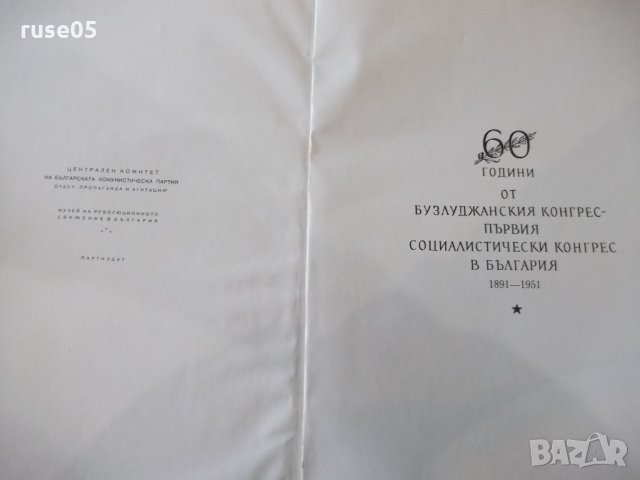 ruse05
ЦЕНТРАЛЕН КОМИТЕТ
НА БЪЛГАРСКАТА КОМУНИСТИЧЕСКА ПАРТИЯ
ОТДЕЛ „ПРОПАГАНДА И АГИТАЦИЯ“
МУЗЕЙ НА РЕВОЛЮЦИОННОТО
ДВИЖЕНИЕ В БЪЛГАРИЯ
ПАРТИЗДАТ
60
ГОДИНИ
ОТ
БУЗЛУДЖАНСКИЯ КОНГРЕС-
ПЪРВИЯ
СОЦИАЛИСТИЧЕСКИ КОНГРЕС
В БЪЛГАРИЯ
1891—1951
BAZAR